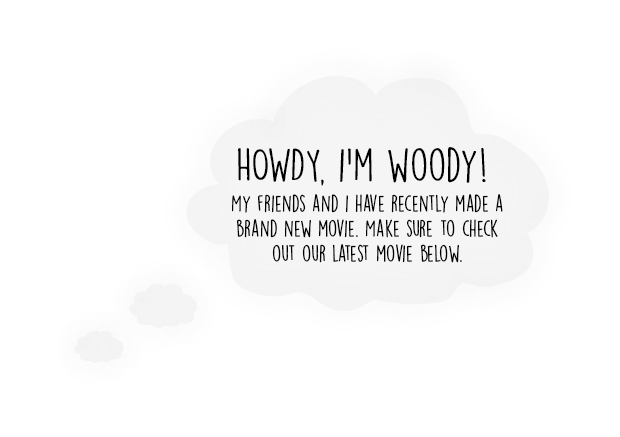 HOWDY, I'M WOODY!
MY FRIENDS AND I HAVE RECENTLY MADE A
BRAND NEW MOVIE. MAKE SURE TO CHECK
OUT OUR LATEST MOVIE BELOW.